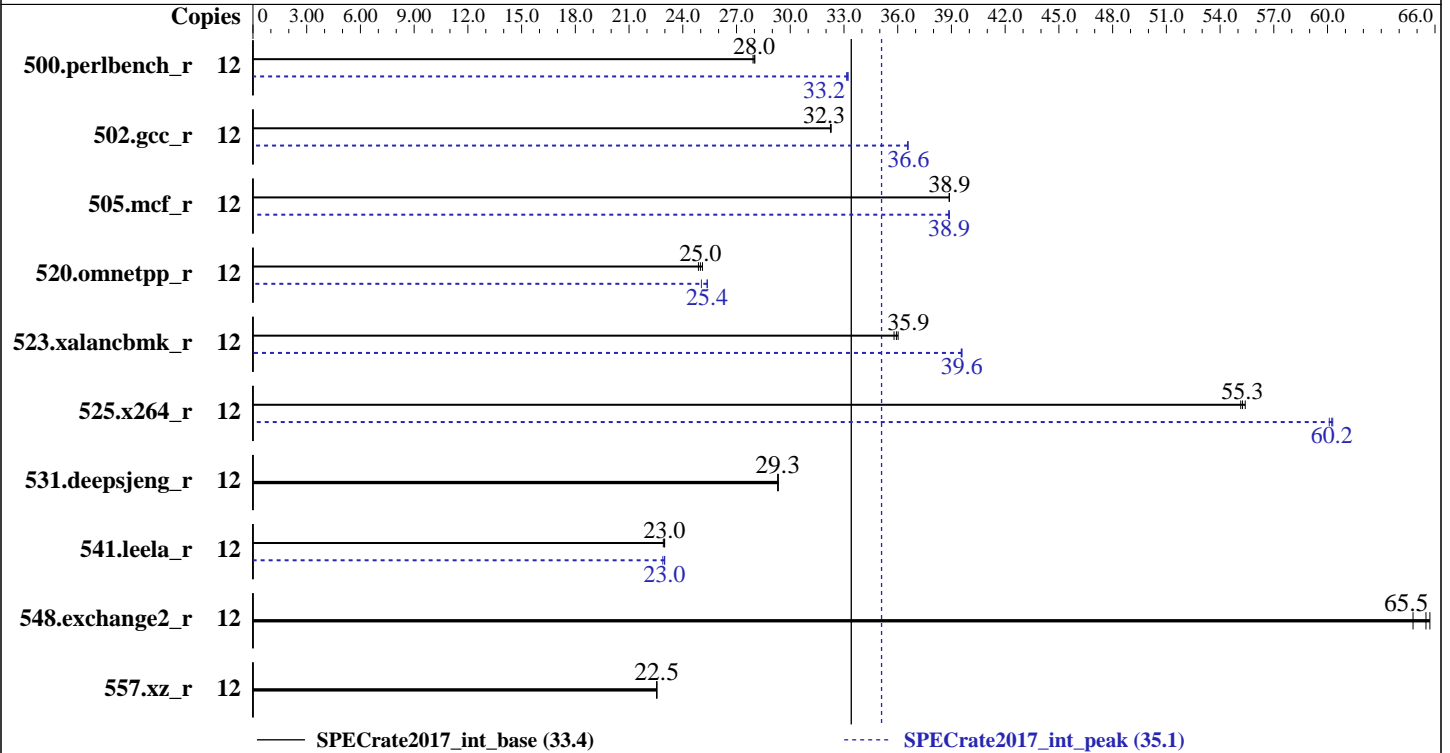 Copies 0 3.00 6.00 9.00 12.0 15.0 18.0 21.0 24.0 27.0 30.0 33.0 36.0 39.0 42.0 45.0 48.0 51.0 54.0 57.0 60.0 66.0
28.0
500.perlbench_r 12
33.2
32.3
502.gcc_r 12
36.6
38.9
505.mcf_r 12
38.9
25.0
520.omnetpp_r 12
25.4
35.9
523.xalancbmk_r 12
39.6
55.3
525.x264_r 12
60.2
29.3
531.deepsjeng_r 12
23.0
541.leela_r 12
23.0
65.5
548.exchange2_r 12
22.5
557.xz_r 12
SPECrate2017_int_base (33.4) SPECrate2017_int_peak (35.1)